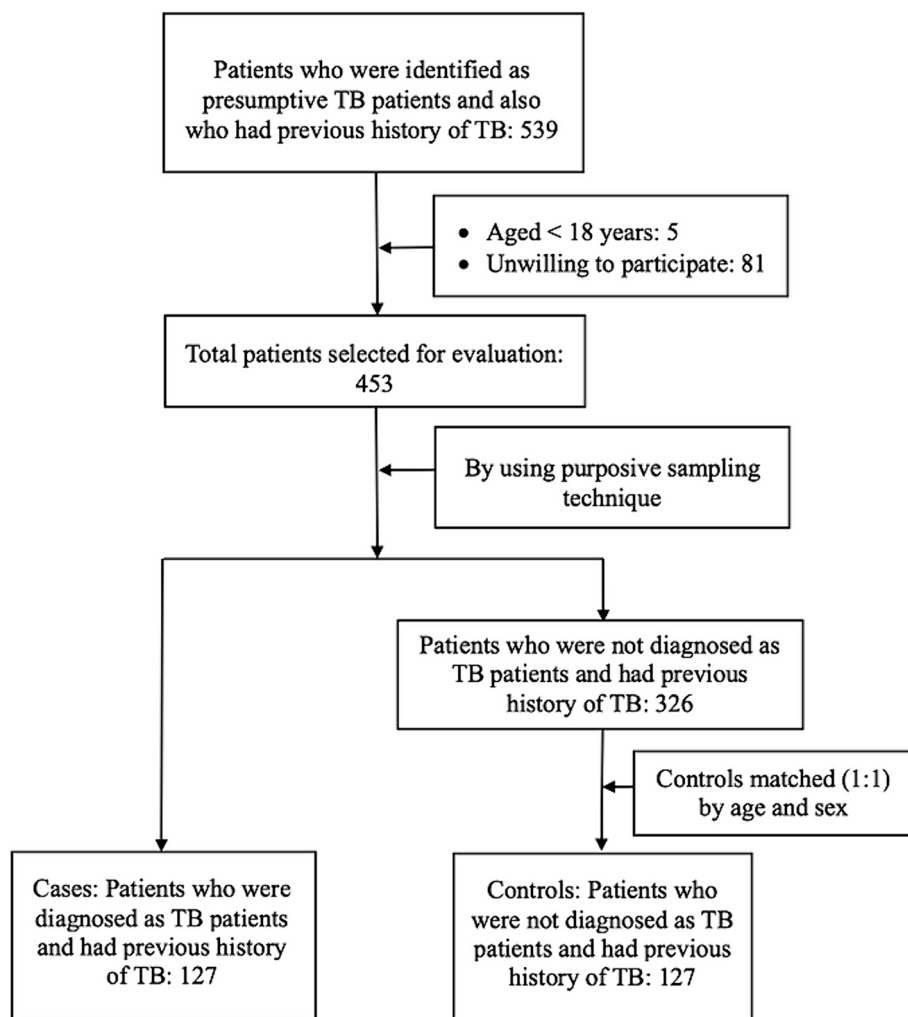 Patients who were identified as
presumptive TB patients and also
who had previous history of TB: 539
• Aged < 18 years: 5
• Unwilling to participate: 81
Total patients selected for evaluation:
453
By using purposive sampling
technique
Patients who were not diagnosed as
TB patients and had previous
history of TB: 326
Controls matched (1:1)
by age and sex
Cases: Patients who were
diagnosed as TB patients
and had previous history
of TB: 127
Controls: Patients who
were not diagnosed as TB
patients and had previous
history of TB: 127